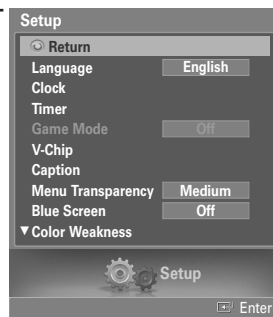 Setup
Return
Language English
Clock
Timer
Game Mode Off
V-Chip
Caption
Menu Transparency Medium
Blue Screen Off
▼Color Weakness
Setup
Enter